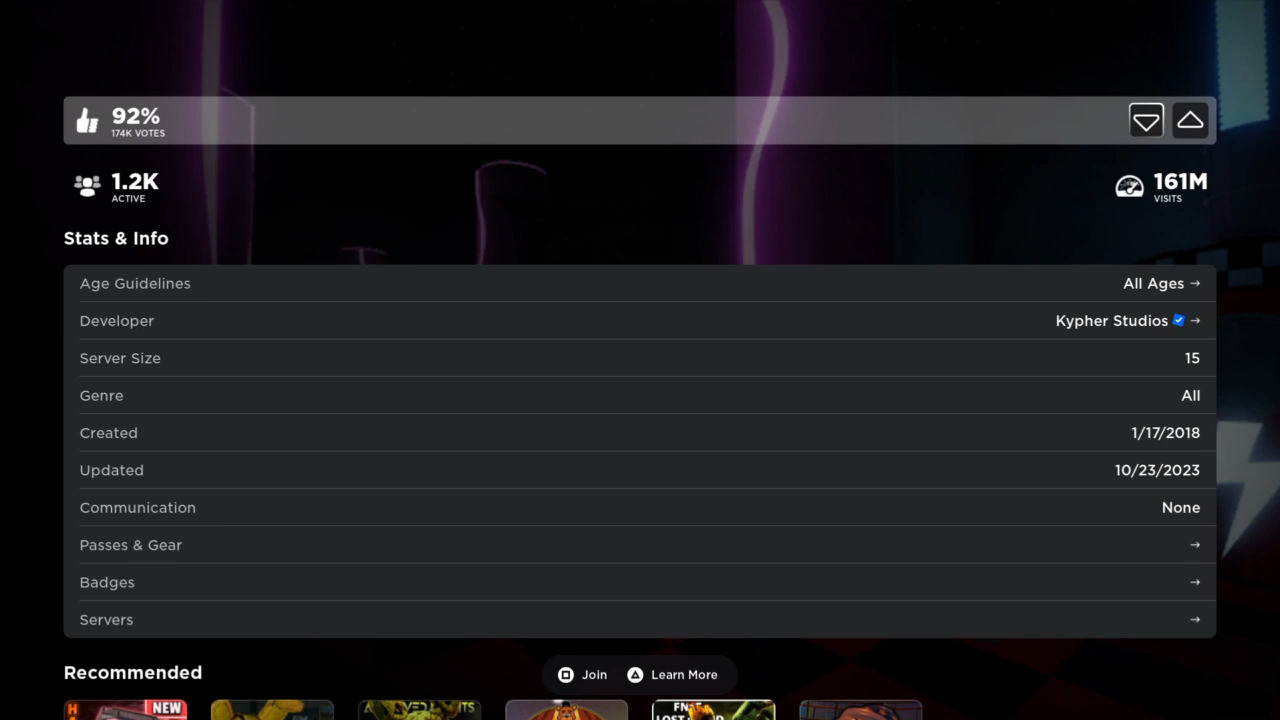 92%
174K VOTES
1.2K
ACTIVE
161M
VISITS
Stats & Info
Age Guidelines All Ages →
Developer Kypher Studios →
Server Size 15
Genre All
Created 1/17/2018
Updated 10/23/2023
Communication None
Passes & Gear →
Badges →
Servers →
Recommended
Join Learn More
NEW